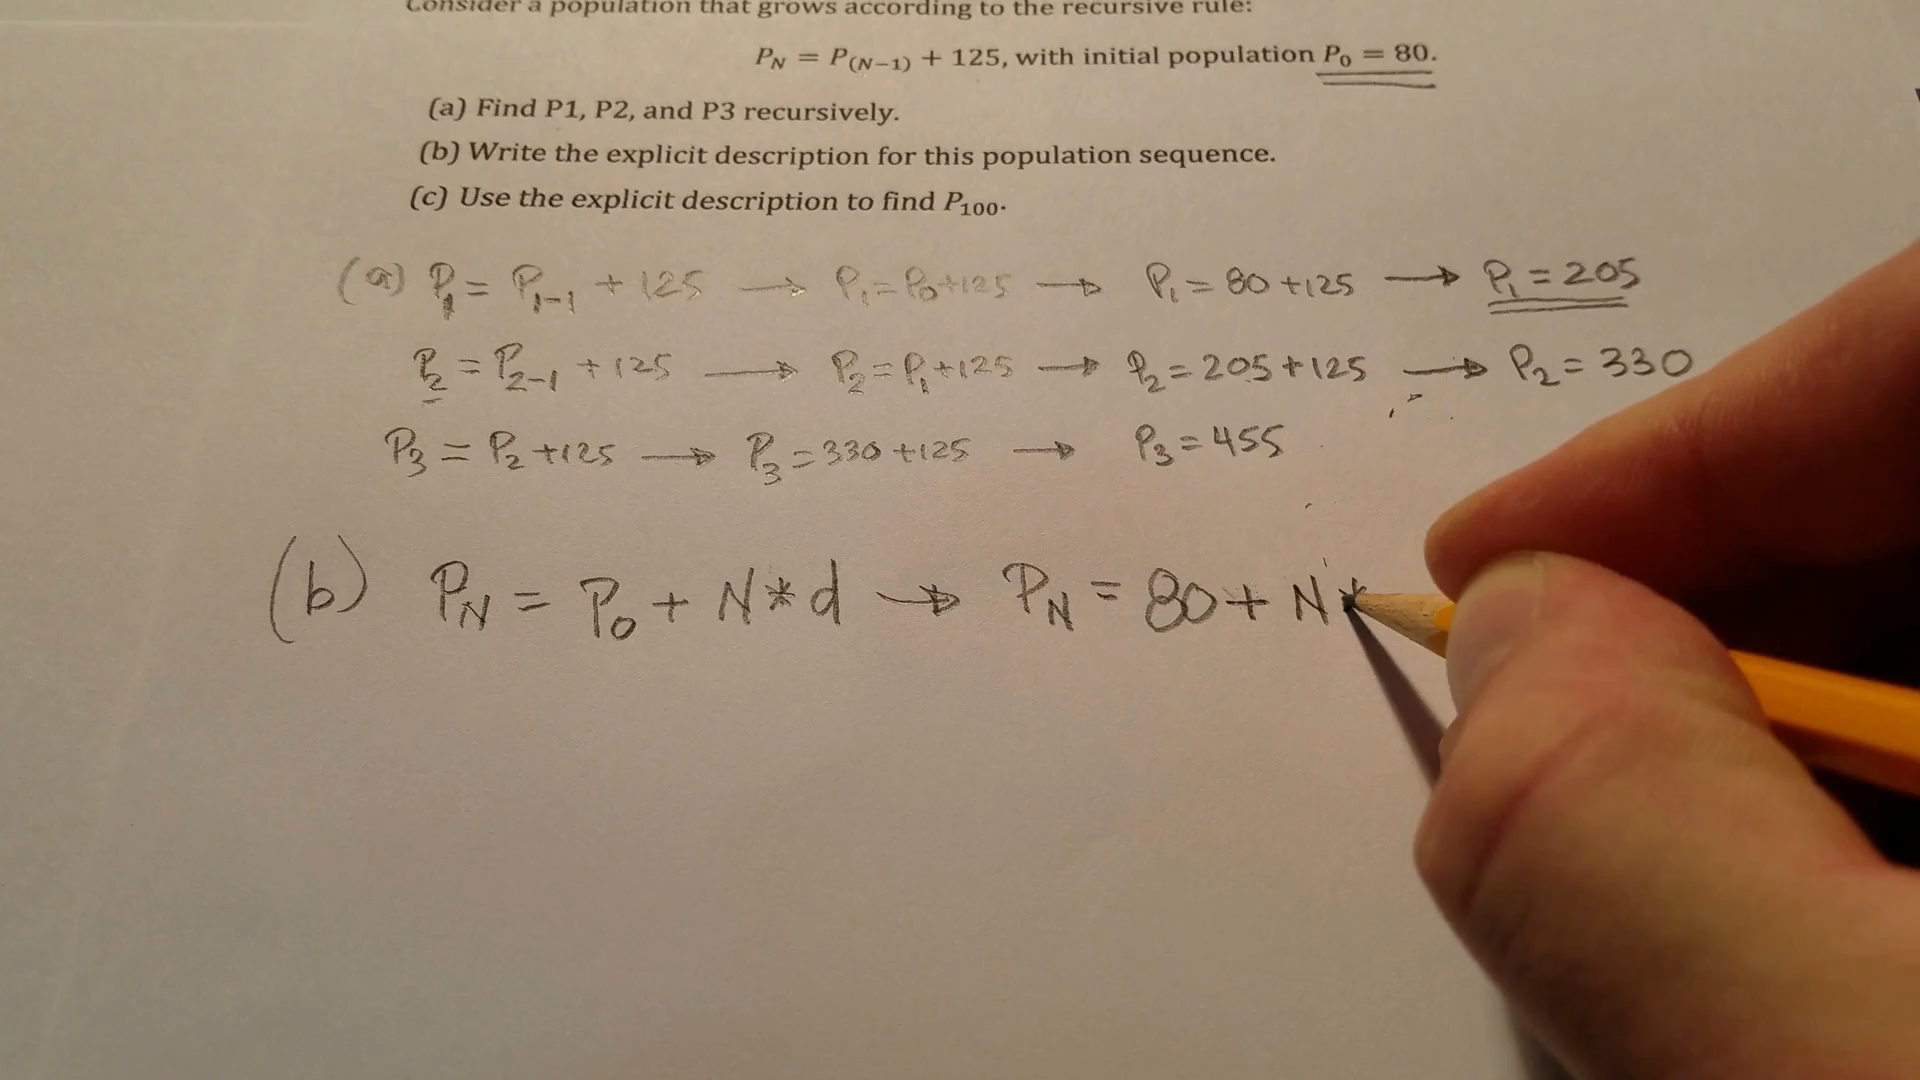 Consider a population that grows according to the recursive rule:
P_N = P_(N−1) + 125, with initial population P_0 = 80.
(a) Find P1, P2, and P3 recursively.
(b) Write the explicit description for this population sequence.
(c) Use the explicit description to find P_100.
(a) P_1 = P_1-1 + 125 → P_1 = P_0 + 125 → P_1 = 80 + 125 → P_1 = 205
P_2 = P_2-1 + 125 → P_2 = P_1 + 125 → P_2 = 205 + 125 → P_2 = 330
P_3 = P_2 + 125 → P_3 = 330 + 125 → P_3 = 455
(b) P_N = P_0 + N * d → P_N = 80 + N *